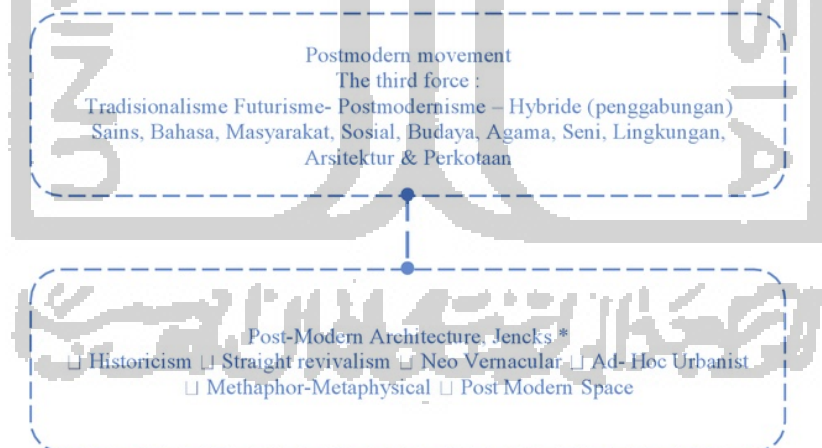 Postmodern movement
The third force :
Tradisionalisme Futurisme- Postmodernisme – Hybride (penggabungan)
Sains, Bahasa, Masyarakat, Sosial, Budaya, Agama, Seni, Lingkungan,
Arsitektur & Perkotaan
Post-Modern Architecture, Jencks *
□ Historicism □ Straight revivalism □ Neo Vernacular □ Ad- Hoc Urbanist
□ Methaphor-Metaphysical □ Post Modern Space